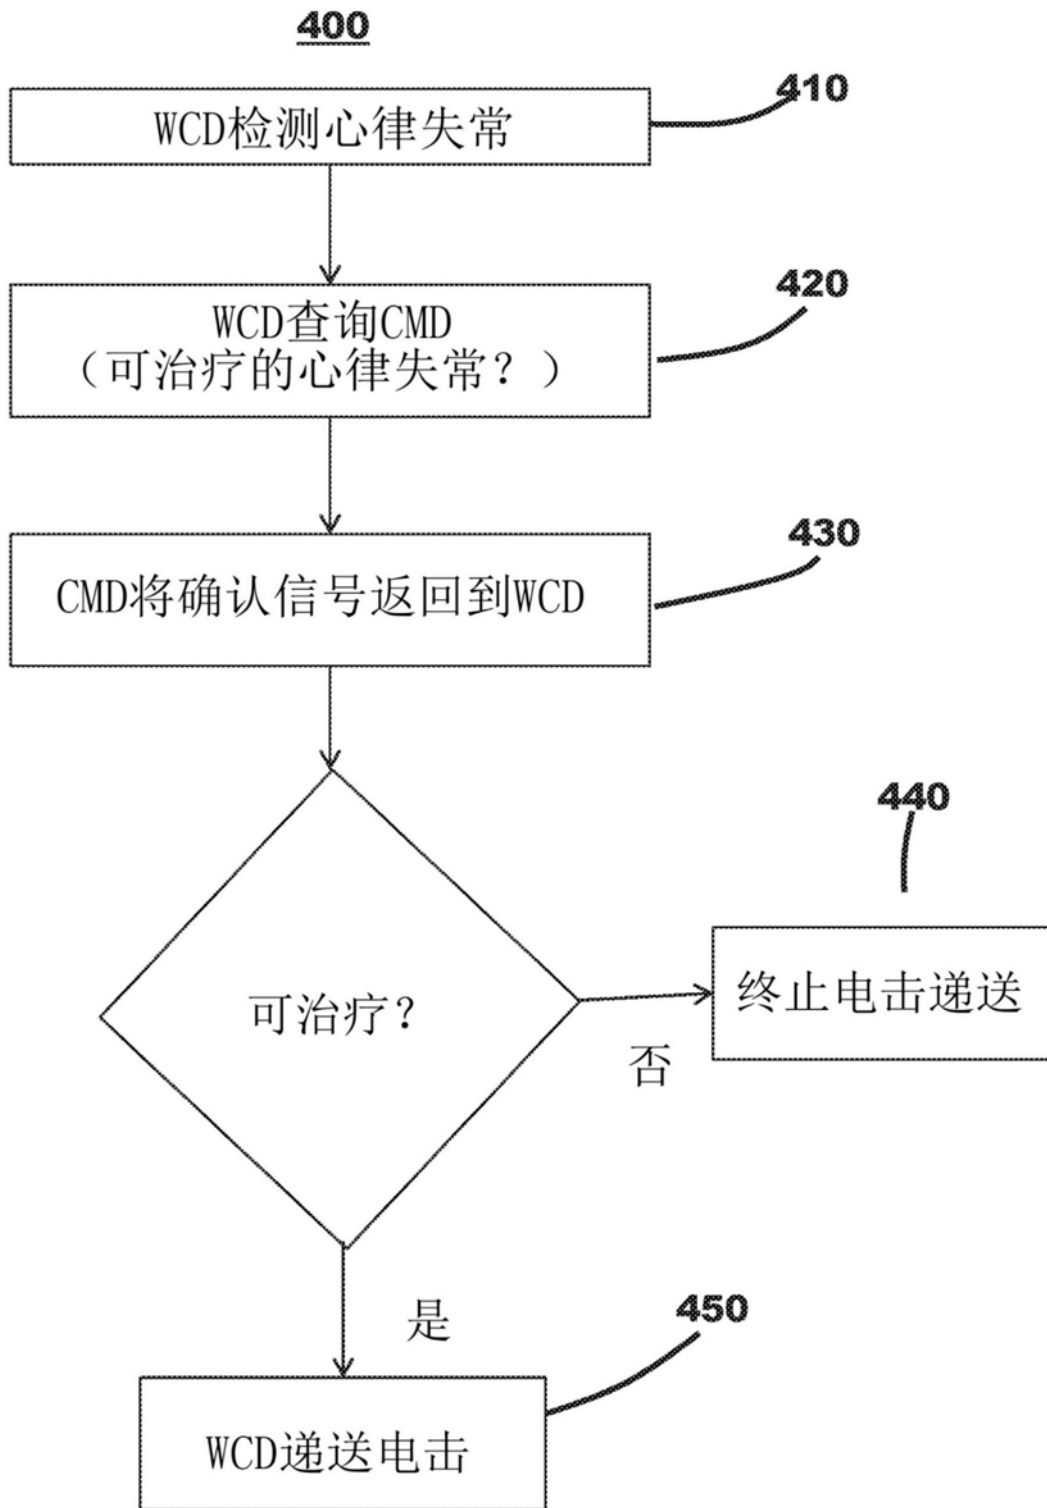 400
410
WCD检测心律失常
420
WCD查询CMD
（可治疗的心律失常？）
430
CMD将确认信号返回到WCD
440
可治疗？
终止电击递送
否
是
450
WCD递送电击